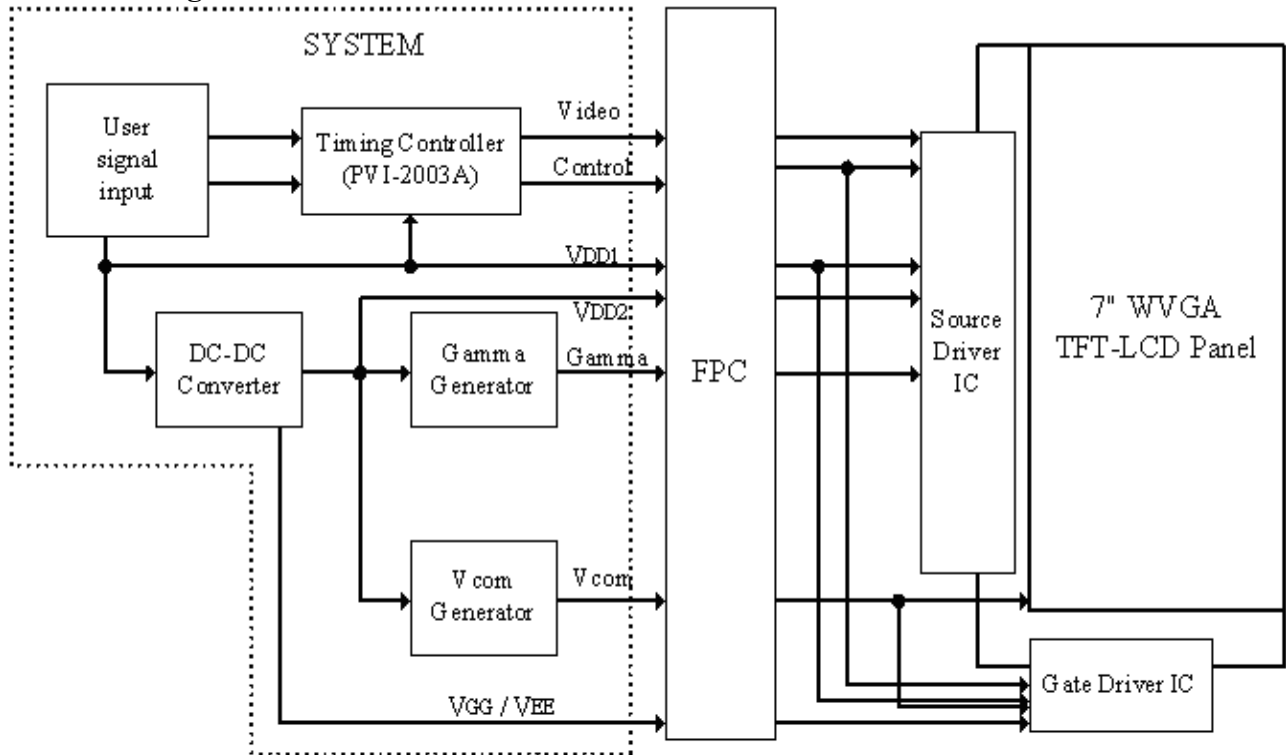 SYSTEM
User
signal
input
Timing Controller
(PVI-2003A)
Video
Control
VDD1
VDD2
DC-DC
Converter
Gamma
Generator
Gamma
FPC
Source
Driver
IC
7" WVGA
TFT-LCD Panel
Vcom
Generator
Vcom
Gate Driver IC
VGG / VEE